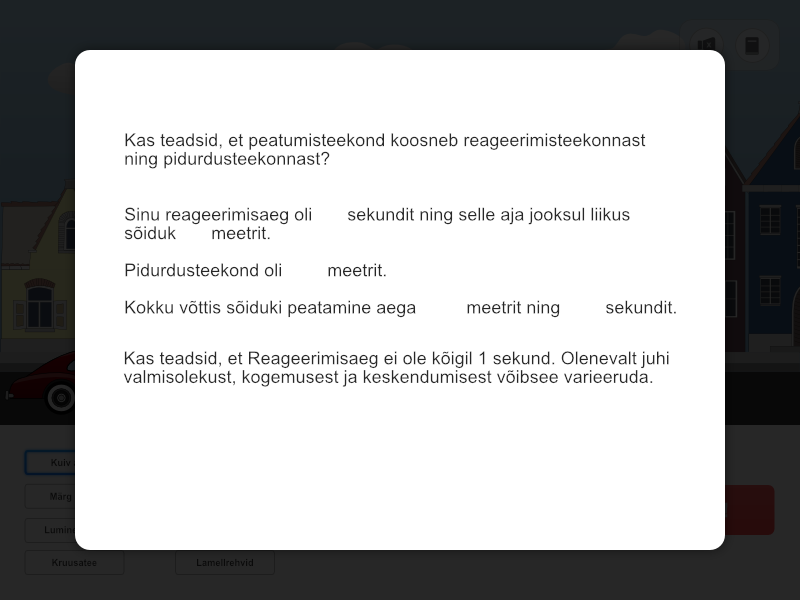 Kas teadsid, et peatumisteekond koosneb reageerimisteekonnast
ning pidurdusteekonnast?
Sinu reageerimisaeg oli sekundit ning selle aja jooksul liikus
sõiduk meetrit.
Pidurdusteekond oli meetrit.
Kokku võttis sõiduki peatamine aega meetrit ning sekundit.
Kas teadsid, et Reageerimisaeg ei ole kõigil 1 sekund. Olenevalt juhi
valmisolekust, kogemusest ja keskendumisest võibsee varieeruda.
Kuiv
Märg
Kruusatee
Lamellrehvid